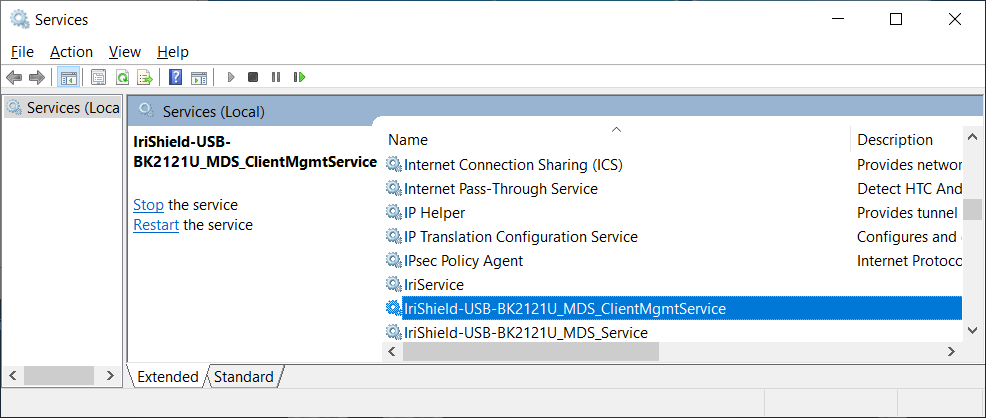 Services
File Action View Help
Services (Loca
Services (Local)
IriShield-USB-
BK2121U_MDS_ClientMgmtService
Stop the service
Restart the service
Name Description
Internet Connection Sharing (ICS) Provides networ
Internet Pass-Through Service Detect HTC And
IP Helper Provides tunnel
IP Translation Configuration Service Configures and
IPsec Policy Agent Internet Protoco
IriService
IriShield-USB-BK2121U_MDS_ClientMgmtService
IriShield-USB-BK2121U_MDS_Service
Extended Standard